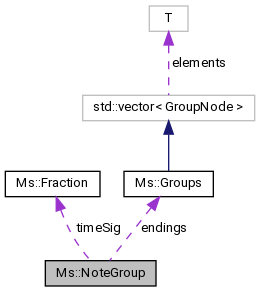 T
elements
std::vector< GroupNode >
Ms::Fraction
Ms::Groups
timeSig
endings
Ms::NoteGroup